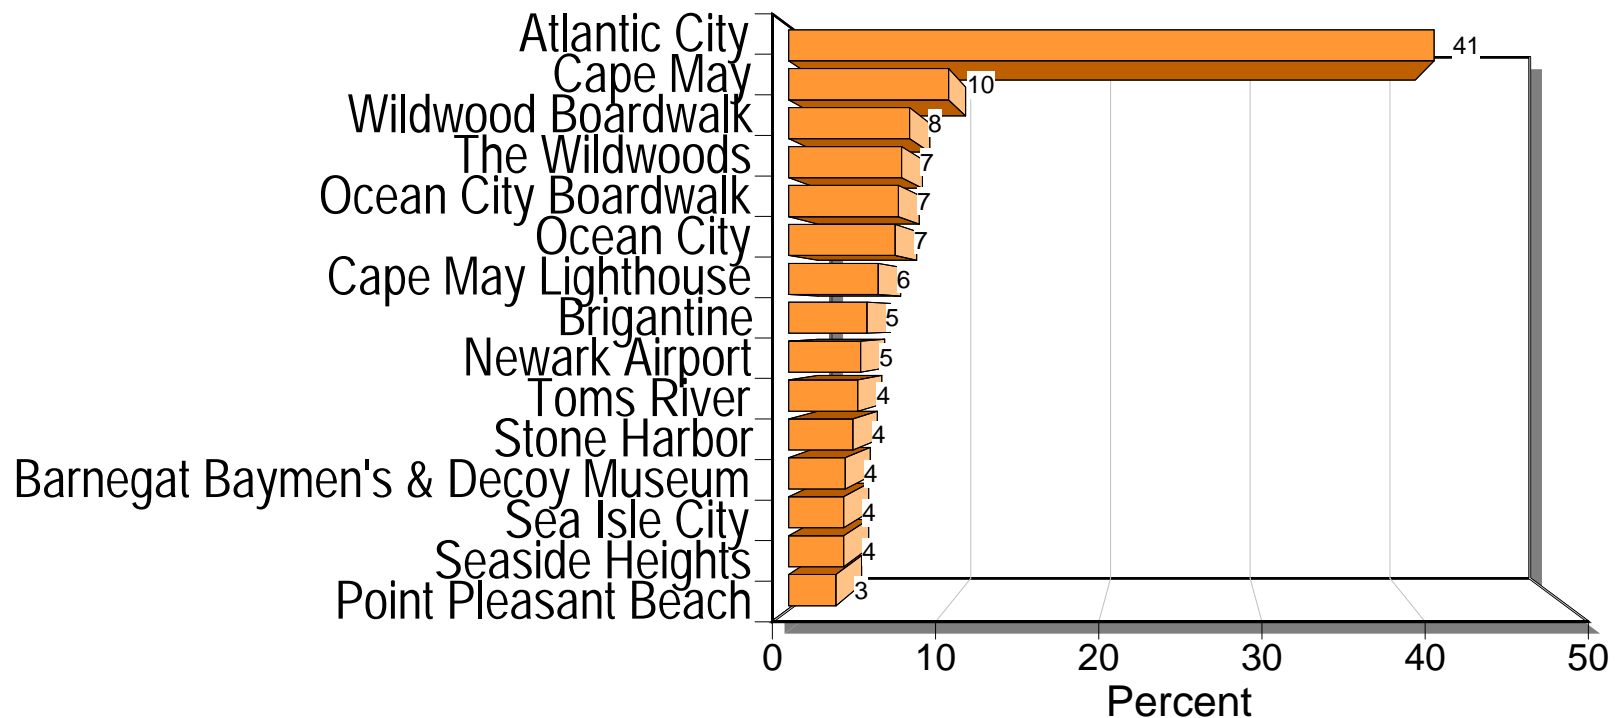 Atlantic City 41
Cape May 10
Wildwood Boardwalk 8
The Wildwoods 7
Ocean City Boardwalk 7
Ocean City 7
Cape May Lighthouse 6
Brigantine 5
Newark Airport 5
Toms River 4
Stone Harbor 4
Barnegat Baymen's & Decoy Museum 4
Sea Isle City 4
Seaside Heights 4
Point Pleasant Beach 3
0 10 20 30 40 50
Percent